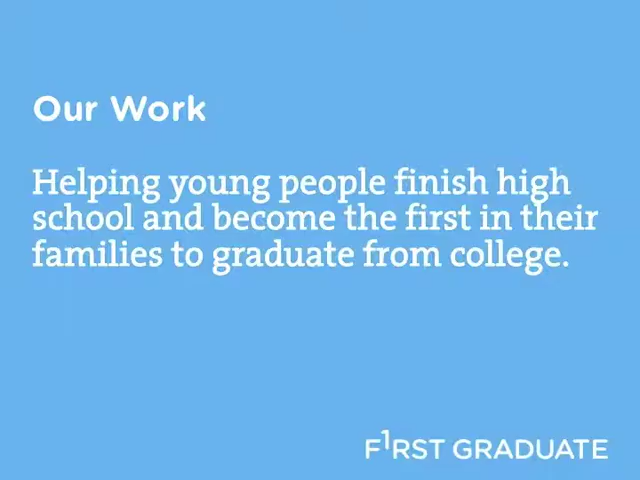 Our Work
Helping young people finish high
school and become the first in their
families to graduate from college.
F1RST GRADUATE